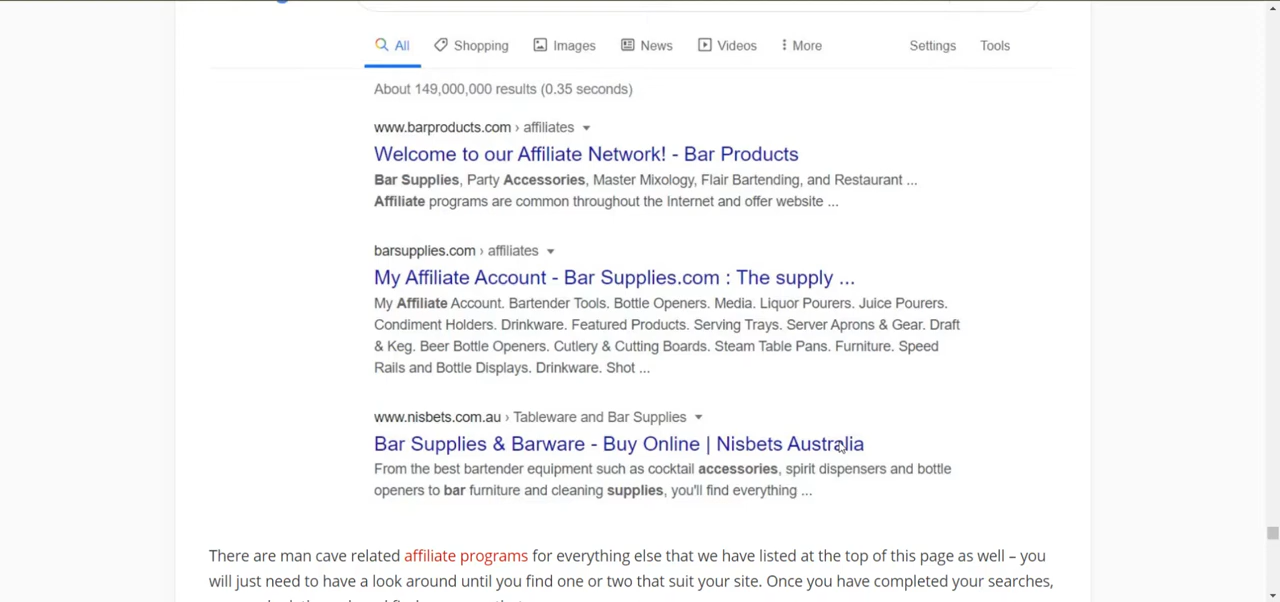 All Shopping Images News Videos More Settings Tools
About 149,000,000 results (0.35 seconds)
www.barproducts.com › affiliates
Welcome to our Affiliate Network! - Bar Products
Bar Supplies, Party Accessories, Master Mixology, Flair Bartending, and Restaurant ...
Affiliate programs are common throughout the Internet and offer website ...
barsupplies.com › affiliates
My Affiliate Account - Bar Supplies.com : The supply ...
My Affiliate Account. Bartender Tools. Bottle Openers. Media. Liquor Pourers. Juice Pourers.
Condiment Holders. Drinkware. Featured Products. Serving Trays. Server Aprons & Gear. Draft
& Keg. Beer Bottle Openers. Cutlery & Cutting Boards. Steam Table Pans. Furniture. Speed
Rails and Bottle Displays. Drinkware. Shot ...
www.nisbets.com.au › Tableware and Bar Supplies
Bar Supplies & Barware - Buy Online | Nisbets Australia
From the best bartender equipment such as cocktail accessories, spirit dispensers and bottle
openers to bar furniture and cleaning supplies, you'll find everything ...
There are man cave related affiliate programs for everything else that we have listed at the top of this page as well – you
will just need to have a look around until you find one or two that suit your site. Once you have completed your searches,